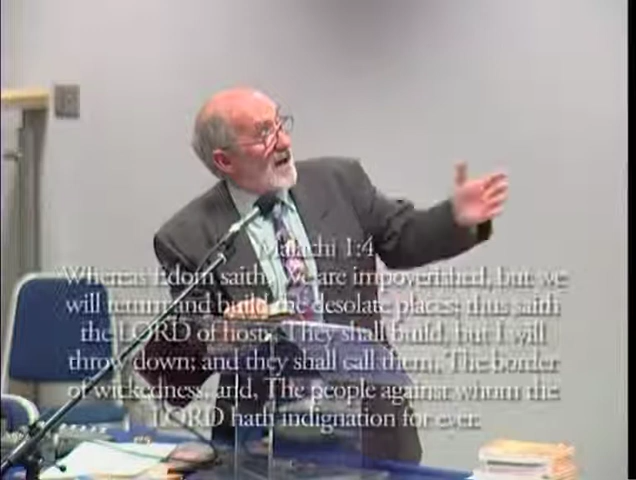 Malachi 1:4
Whereas Edom saith, we are impoverished, but we
will return and build the desolate places; thus saith
the LORD of hosts, They shall build, but I will
throw down; and they shall call them, The border
of wickedness, and, The people against whom the
LORD hath indignation for ever.